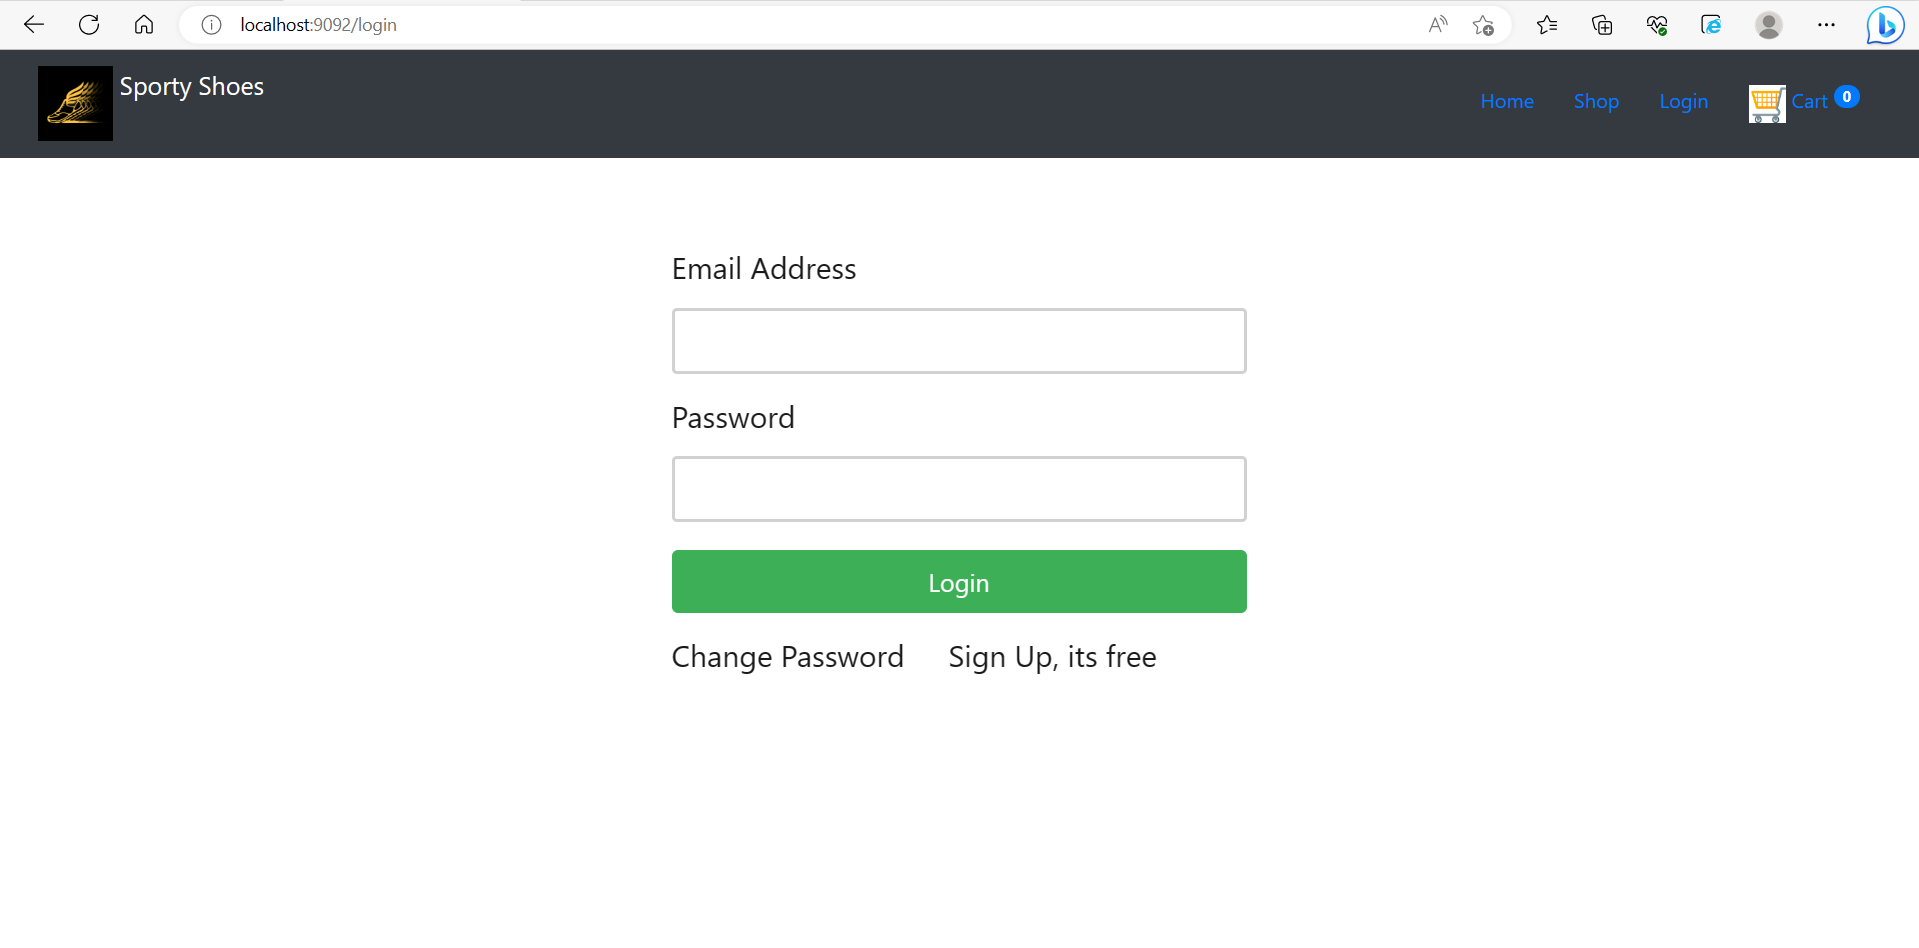 localhost:9092/login
Sporty Shoes
Home Shop Login Cart 0
Email Address
Password
Login
Change Password Sign Up, its free